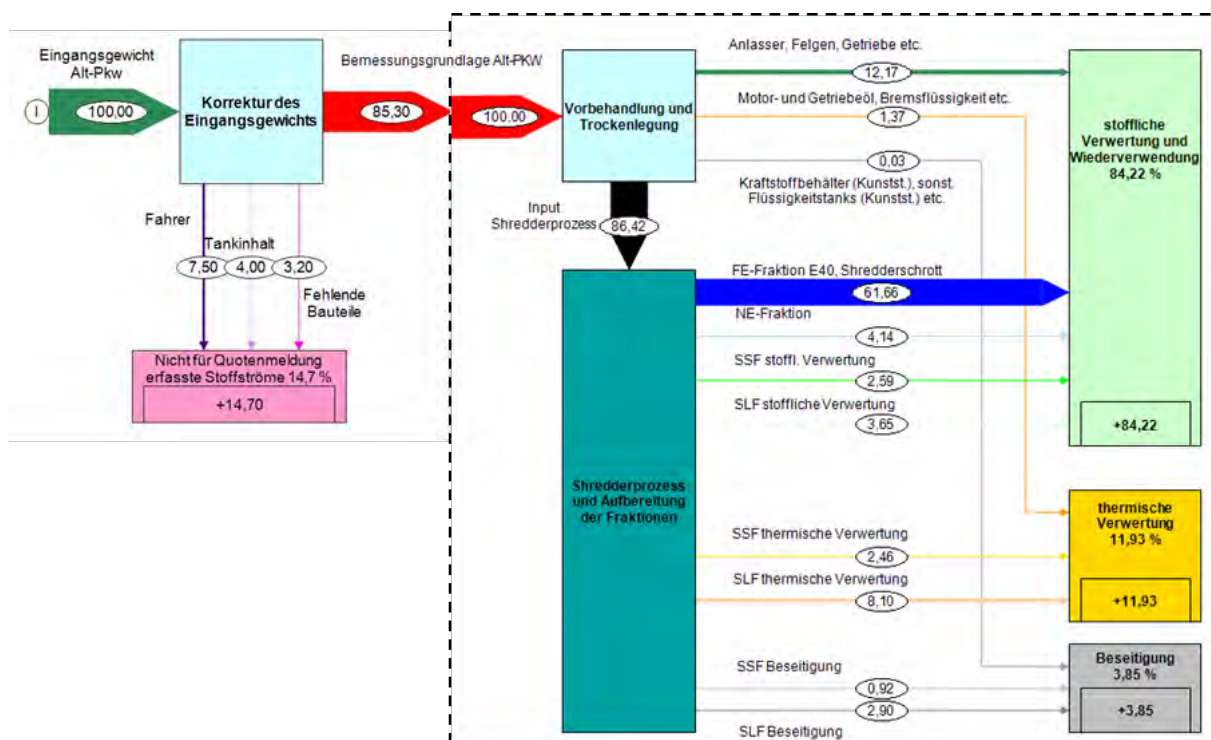 Eingangsgewicht
Alt-Pkw
I
100,00
Korrektur des
Eingangsgewichts
Bemessungsgrundlage Alt-PKW
85,30
100,00
Fahrer
Tankinhalt
7,50
4,00
3,20
Fehlende
Bauteile
Nicht für Quotenmeldung
erfasste Stoffströme 14,7 %
+14,70
Vorbehandlung und
Trockenlegung
Anlasser, Felgen, Getriebe etc.
12,17
Motor- und Getriebeöl, Bremsflüssigkeit etc.
1,37
0,03
Kraftstoffbehälter (Kunstst.), sonst.
Flüssigkeitstanks (Kunstst.) etc.
Input
Shredderprozess
86,42
Shredderprozess
und Aufbereitung
der Fraktionen
FE-Fraktion E40, Shredderschrott
61,66
NE-Fraktion
4,14
SSF stoffl. Verwertung
2,59
SLF stoffliche Verwertung
3,65
SSF thermische Verwertung
2,46
SLF thermische Verwertung
8,10
SSF Beseitigung
0,92
2,90
SLF Beseitigung
stoffliche
Verwertung und
Wiederverwendung
84,22 %
+84,22
thermische
Verwertung
11,93 %
+11,93
Beseitigung
3,85 %
+3,85